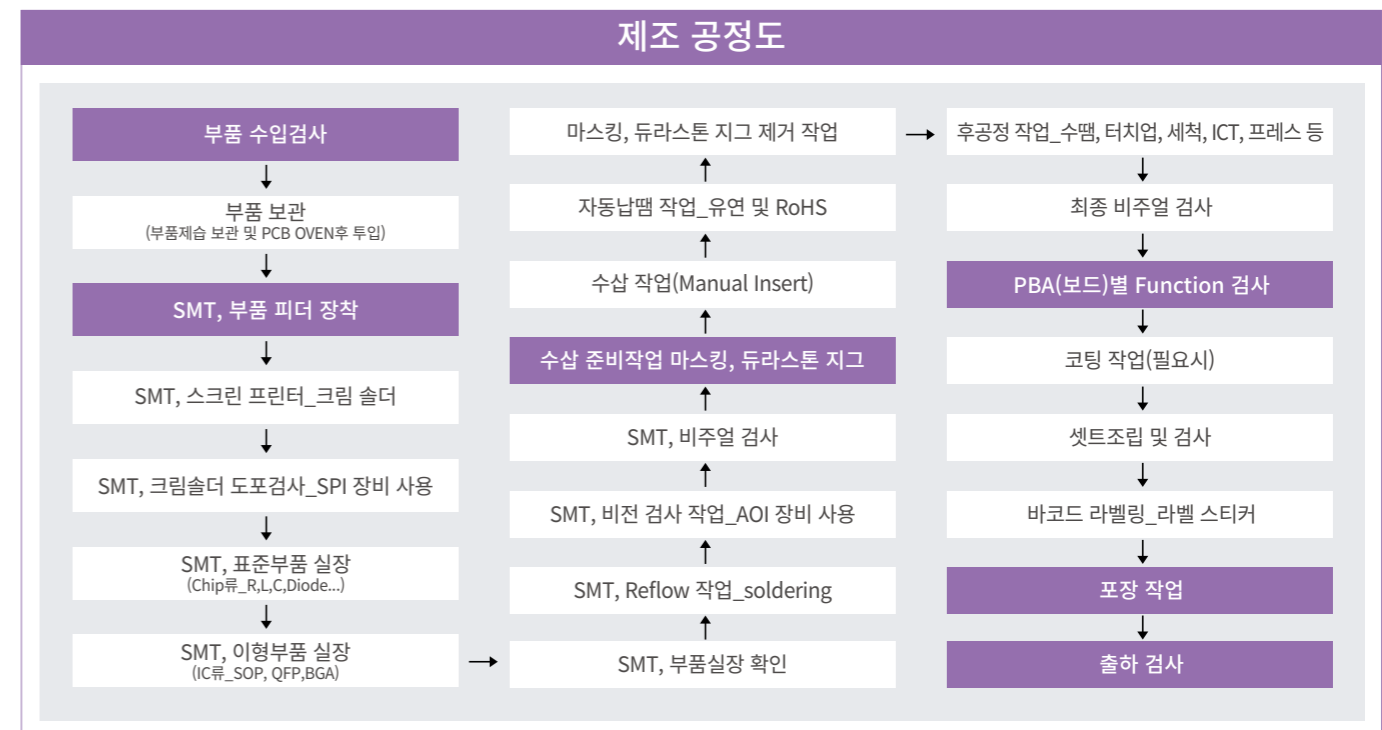 제조 공정도
부품 수입검사
부품 보관
(부품제습 보관 및 PCB OVEN후 투입)
SMT, 부품 피더 장착
SMT, 스크린 프린터_크림 솔더
SMT, 크림솔더 도포검사_SPI 장비 사용
SMT, 표준부품 실장
(Chip류_R,L,C,Diode...)
SMT, 이형부품 실장
(IC류_SOP, QFP,BGA)
SMT, 부품실장 확인
SMT, Reflow 작업_soldering
SMT, 비전 검사 작업_AOI 장비 사용
SMT, 비주얼 검사
수삽 준비작업 마스킹, 듀라스톤 지그
수삽 작업(Manual Insert)
자동납땜 작업_유연 및 RoHS
마스킹, 듀라스톤 지그 제거 작업
후공정 작업_수땜, 터치업, 세척, ICT, 프레스 등
최종 비주얼 검사
PBA(보드)별 Function 검사
코팅 작업(필요시)
셋트조립 및 검사
바코드 라벨링_라벨 스티커
포장 작업
출하 검사